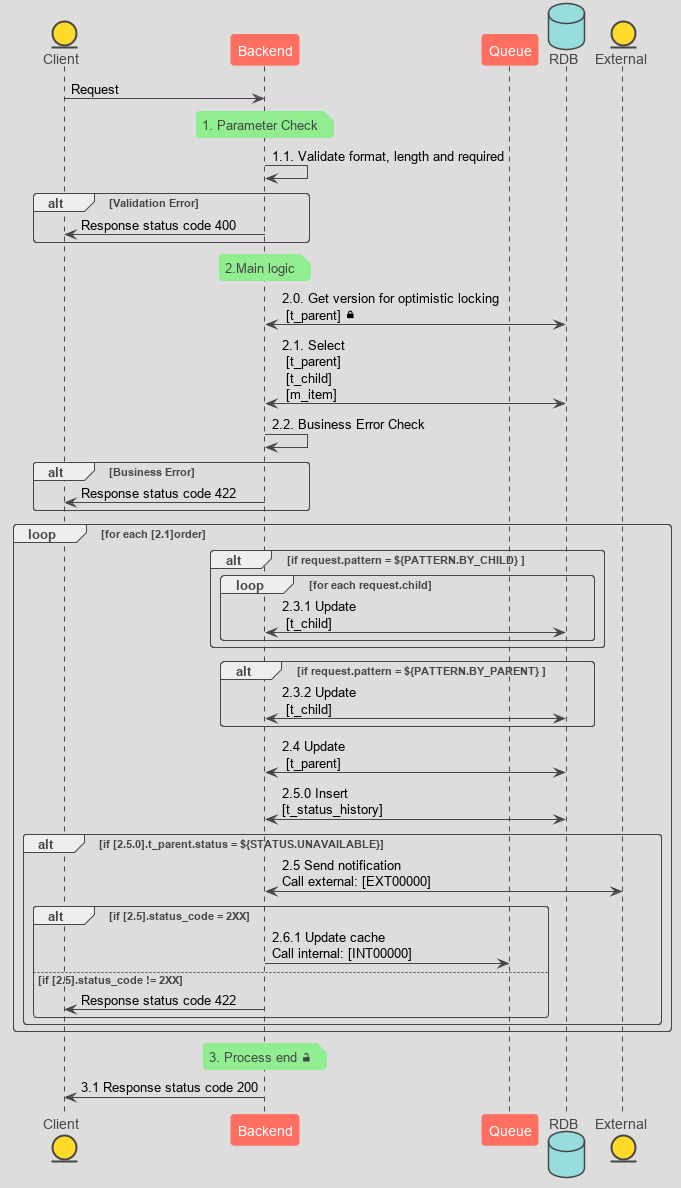 Client
Backend
Queue
RDB
External
Request
1. Parameter Check
1.1. Validate format, length and required
alt
[Validation Error]
Response status code 400
2.Main logic
2.0. Get version for optimistic locking
[t_parent]
2.1. Select
[t_parent]
[t_child]
[m_item]
2.2. Business Error Check
alt
[Business Error]
Response status code 422
loop
[for each [2.1]order]
alt
[if request.pattern = ${PATTERN.BY_CHILD} ]
loop
[for each request.child]
2.3.1 Update
[t_child]
alt
[if request.pattern = ${PATTERN.BY_PARENT} ]
2.3.2 Update
[t_child]
2.4 Update
[t_parent]
2.5.0 Insert
[t_status_history]
alt
[if [2.5.0].t_parent.status = ${STATUS.UNAVAILABLE}]
2.5 Send notification
Call external: [EXT00000]
alt
[if [2.5].status_code = 2XX]
2.6.1 Update cache
Call internal: [INT00000]
[if [2.5].status_code != 2XX]
Response status code 422
3. Process end
3.1 Response status code 200
Client
Backend
Queue
RDB
External